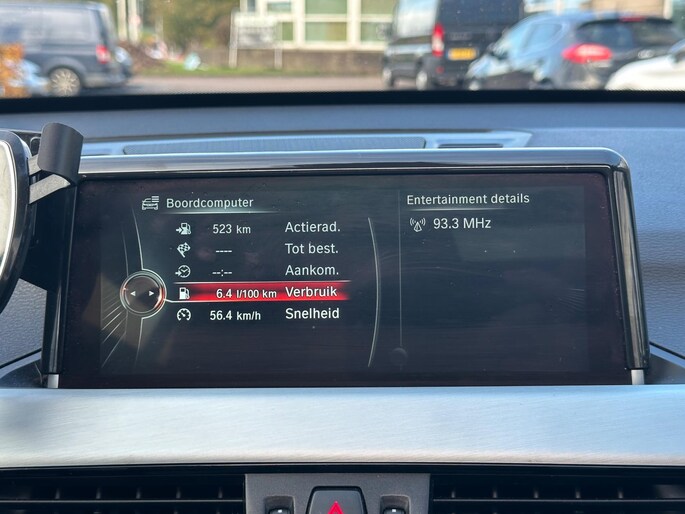 Boordcomputer
523 km Actierad.
---- Tot best.
--:-- Aankom.
6.4 l/100 km Verbruik
56.4 km/h Snelheid
Entertainment details
93.3 MHz